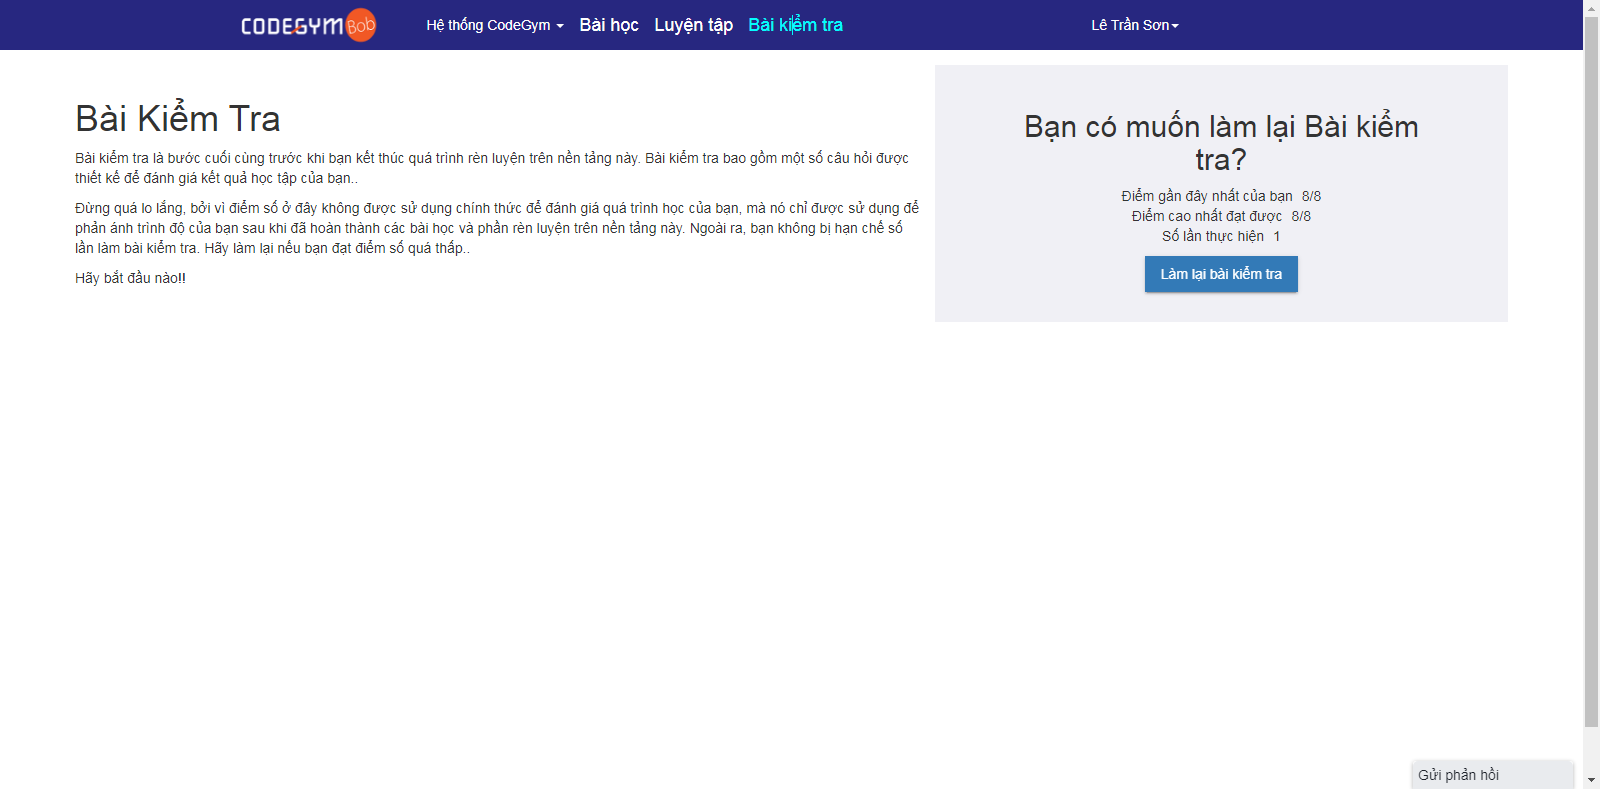 CODEGYM Bob Hệ thống CodeGym Bài học Luyện tập Bài kiểm tra Lê Trần Sơn
Bài Kiểm Tra
Bài kiểm tra là bước cuối cùng trước khi bạn kết thúc quá trình rèn luyện trên nền tảng này. Bài kiểm tra bao gồm một số câu hỏi được
thiết kế để đánh giá kết quả học tập của bạn..
Đừng quá lo lắng, bởi vì điểm số ở đây không được sử dụng chính thức để đánh giá quá trình học của bạn, mà nó chỉ được sử dụng để
phản ánh trình độ của bạn sau khi đã hoàn thành các bài học và phần rèn luyện trên nền tảng này. Ngoài ra, bạn không bị hạn chế số
lần làm bài kiểm tra. Hãy làm lại nếu bạn đạt điểm số quá thấp..
Hãy bắt đầu nào!!
Bạn có muốn làm lại Bài kiểm
tra?
Điểm gần đây nhất của bạn 8/8
Điểm cao nhất đạt được 8/8
Số lần thực hiện 1
Làm lại bài kiểm tra
Gửi phản hồi